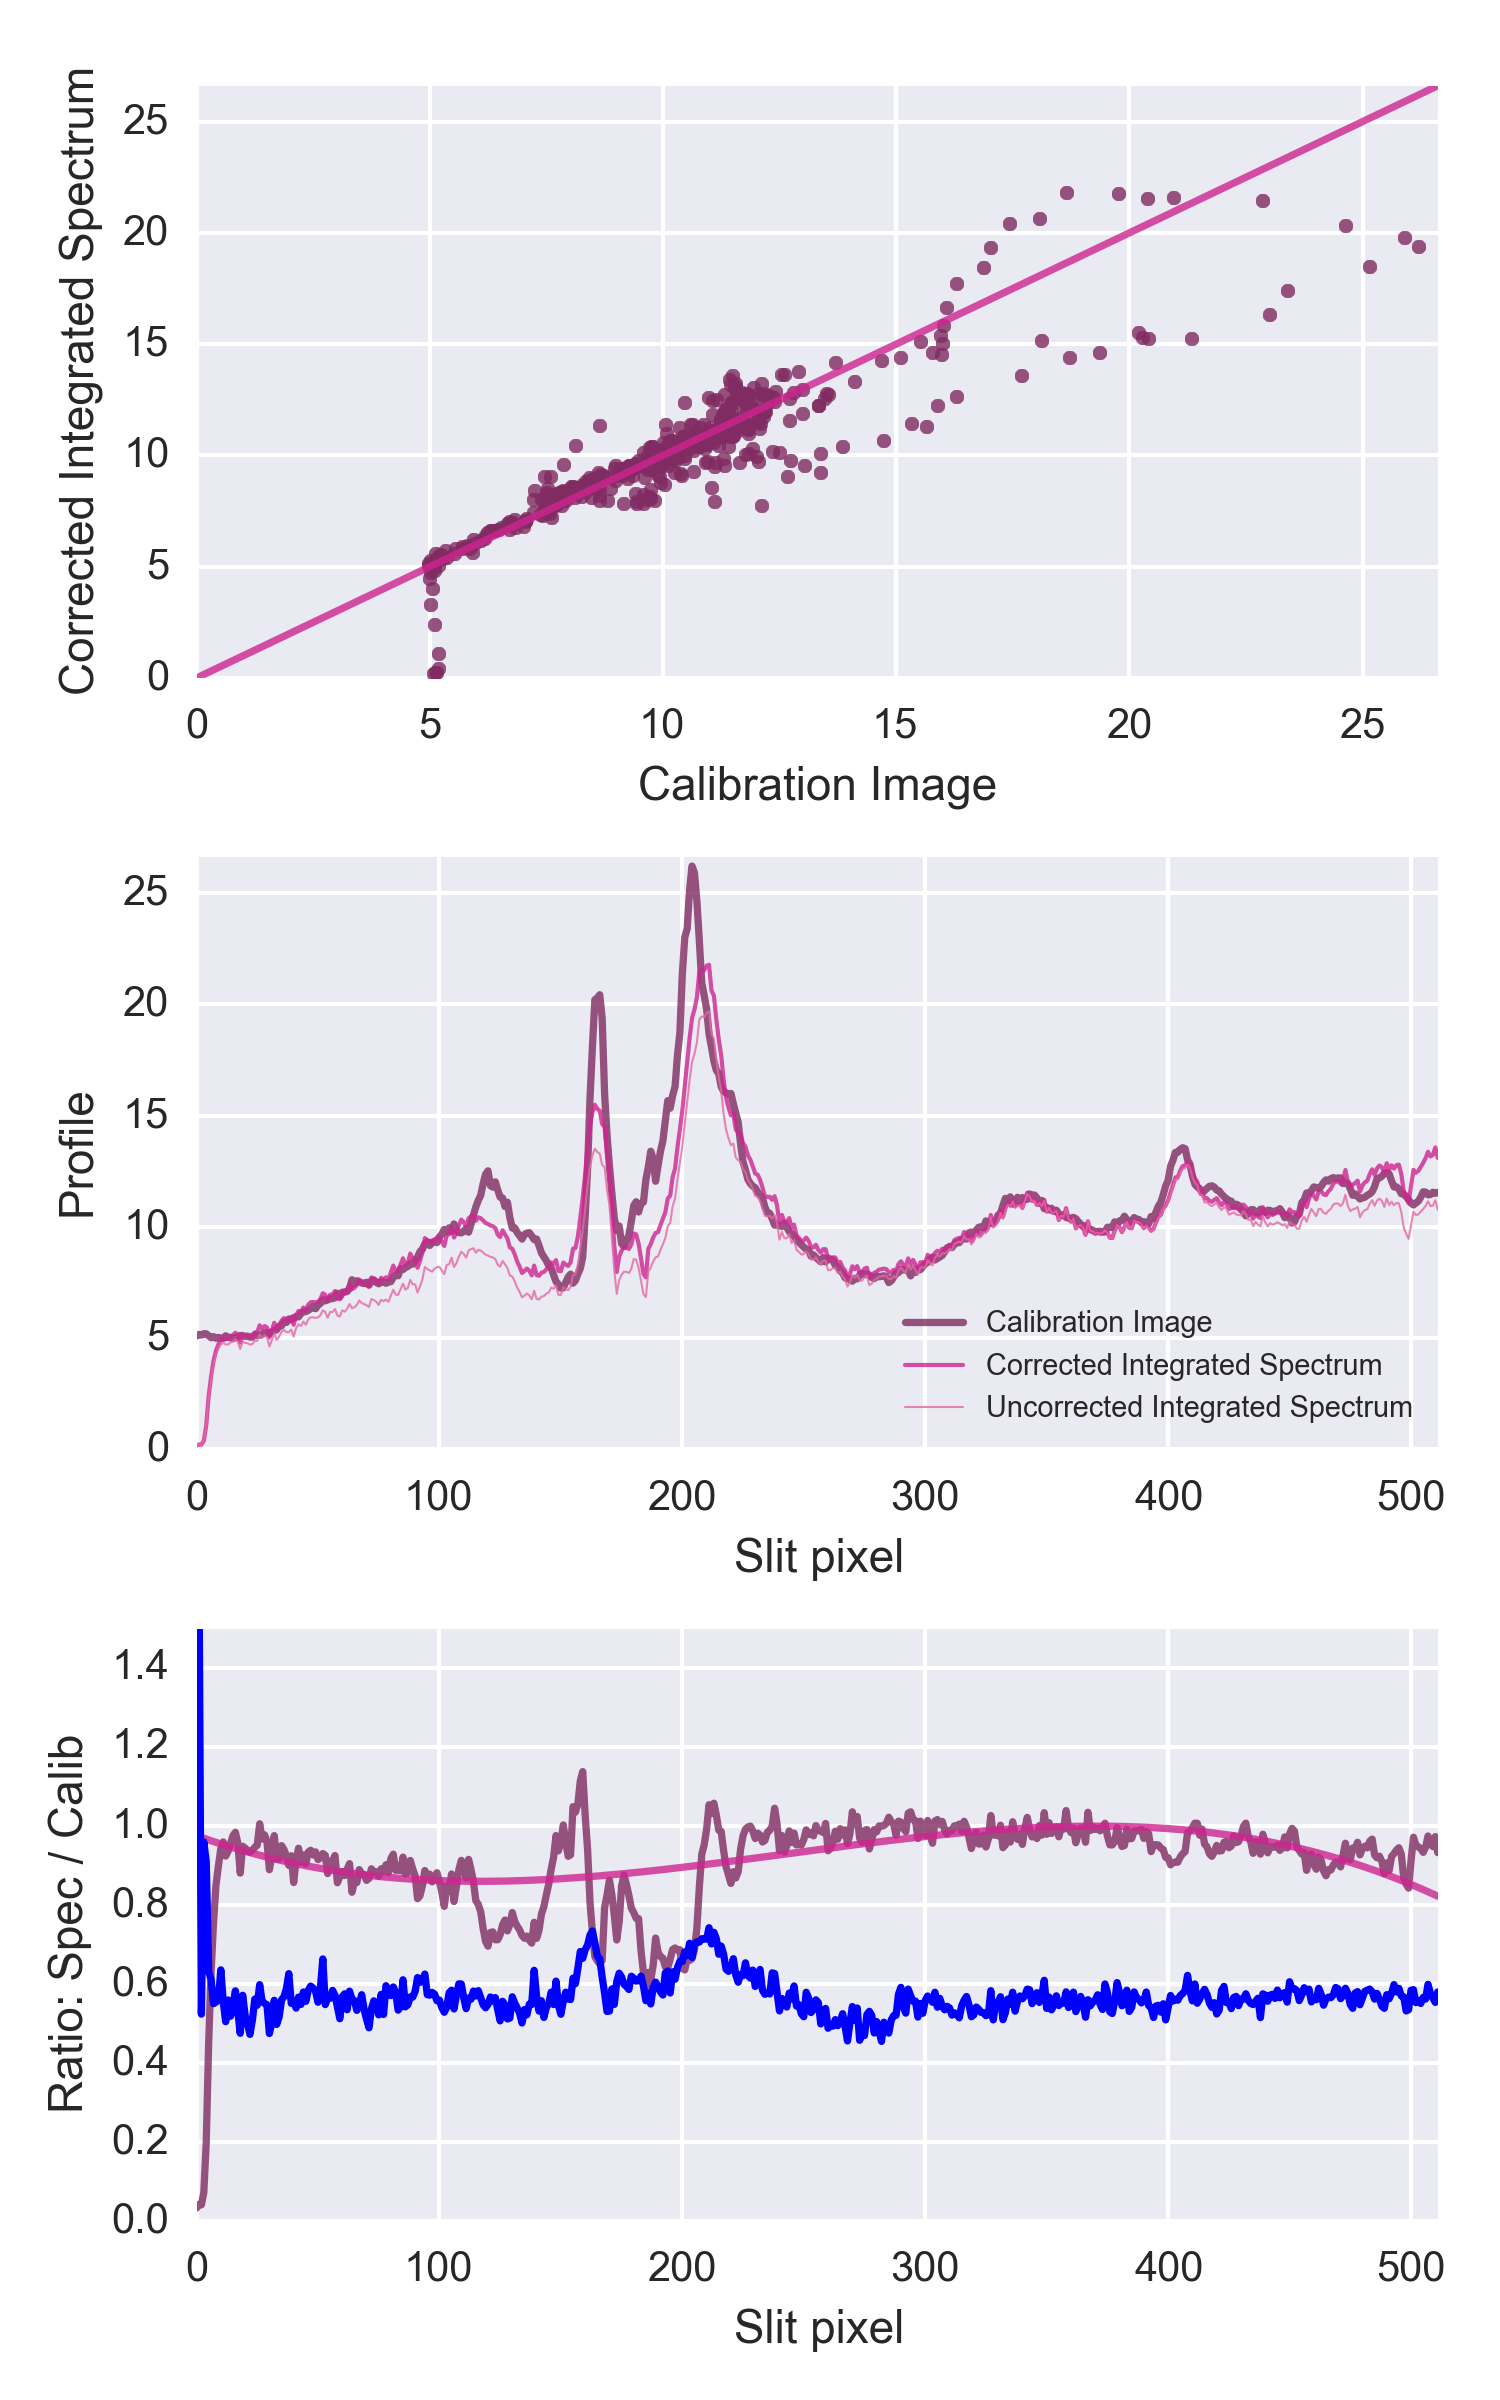 Corrected Integrated Spectrum
25
20
15
10
5
0
0 5 10 15 20 25
Calibration Image
Profile
25
20
15
10
5
0
Calibration Image
Corrected Integrated Spectrum
Uncorrected Integrated Spectrum
0 100 200 300 400 500
Slit pixel
Ratio: Spec / Calib
1.4
1.2
1.0
0.8
0.6
0.4
0.2
0.0
0 100 200 300 400 500
Slit pixel